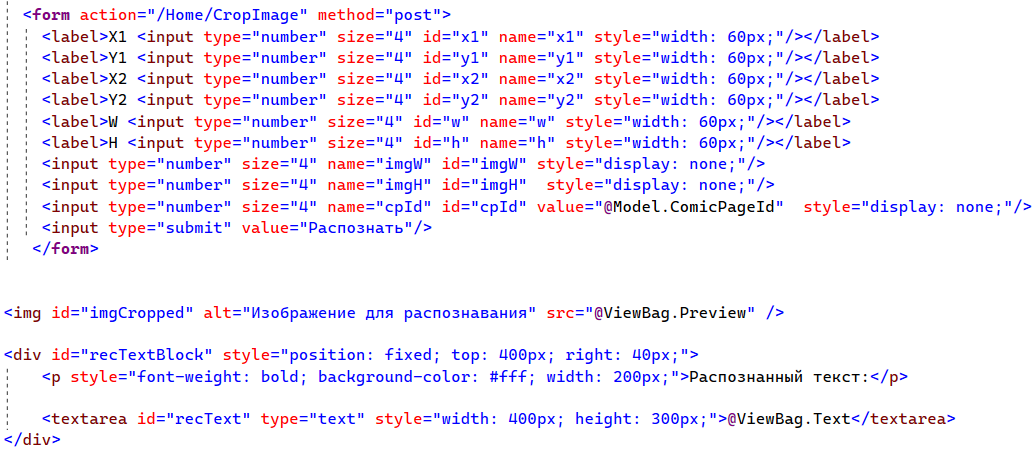 <form action="/Home/CropImage" method="post">
<label>X1 <input type="number" size="4" id="x1" name="x1" style="width: 60px;"/></label>
<label>Y1 <input type="number" size="4" id="y1" name="y1" style="width: 60px;"/></label>
<label>X2 <input type="number" size="4" id="x2" name="x2" style="width: 60px;"/></label>
<label>Y2 <input type="number" size="4" id="y2" name="y2" style="width: 60px;"/></label>
<label>W <input type="number" size="4" id="w" name="w" style="width: 60px;"/></label>
<label>H <input type="number" size="4" id="h" name="h" style="width: 60px;"/></label>
<input type="number" size="4" name="imgW" id="imgW" style="display: none;"/>
<input type="number" size="4" name="imgH" id="imgH"  style="display: none;"/>
<input type="number" size="4" name="cpId" id="cpId" value="@Model.ComicPageId"  style="display: none;"/>
<input type="submit" value="Распознать"/>
</form>
<img id="imgCropped" alt="Изображение для распознавания" src="@ViewBag.Preview" />
<div id="recTextBlock" style="position: fixed; top: 400px; right: 40px;">
<p style="font-weight: bold; background-color: #fff; width: 200px;">Распознанный текст:</p>
<textarea id="recText" type="text" style="width: 400px; height: 300px;">@ViewBag.Text</textarea>
</div>